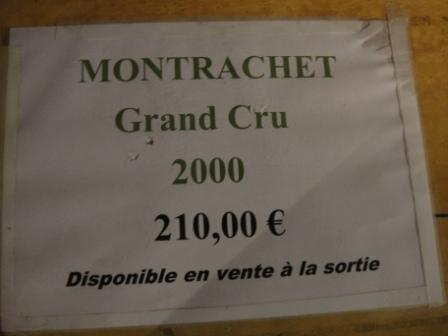 MONTRACHET
Grand Cru
2000
210,00 €
Disponible en vente à la sortie